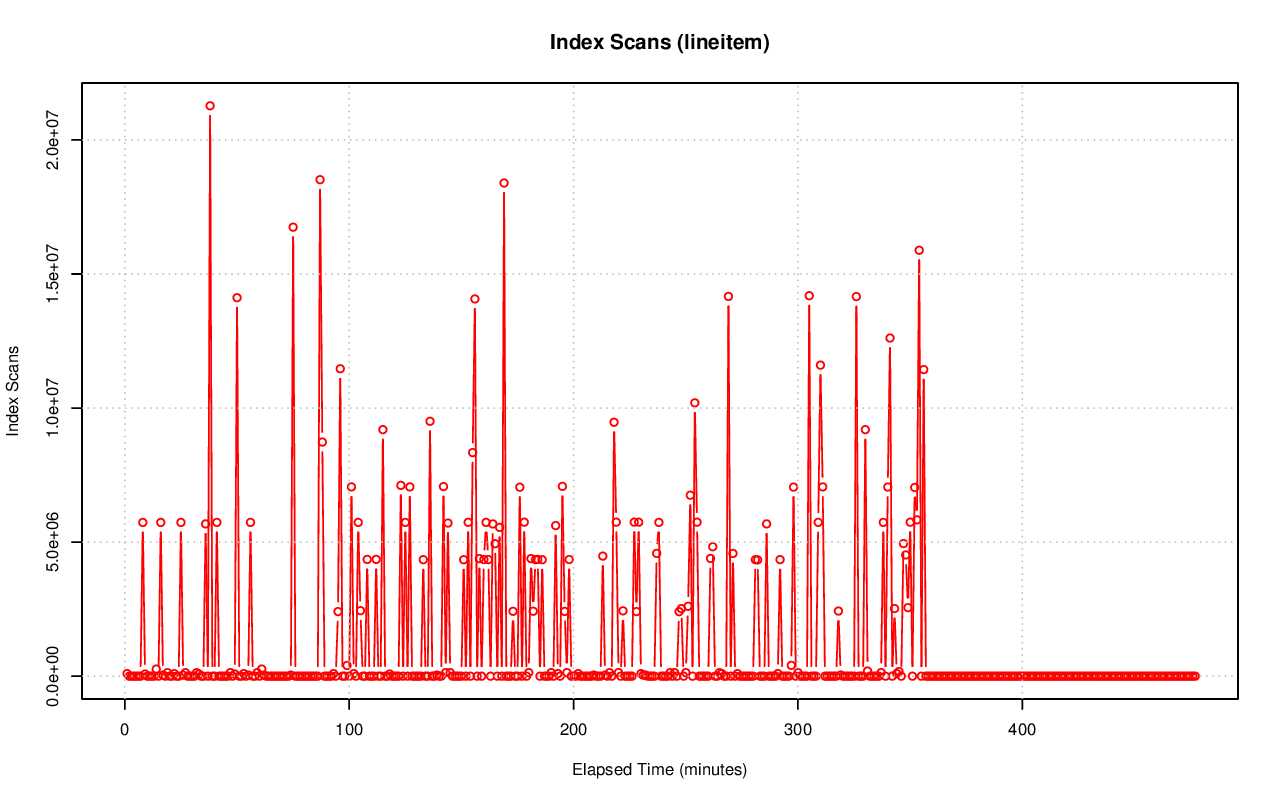 Index Scans (lineitem)
Index Scans
2.0e+07
1.5e+07
1.0e+07
5.0e+06
0.0e+00
0 100 200 300 400
Elapsed Time (minutes)